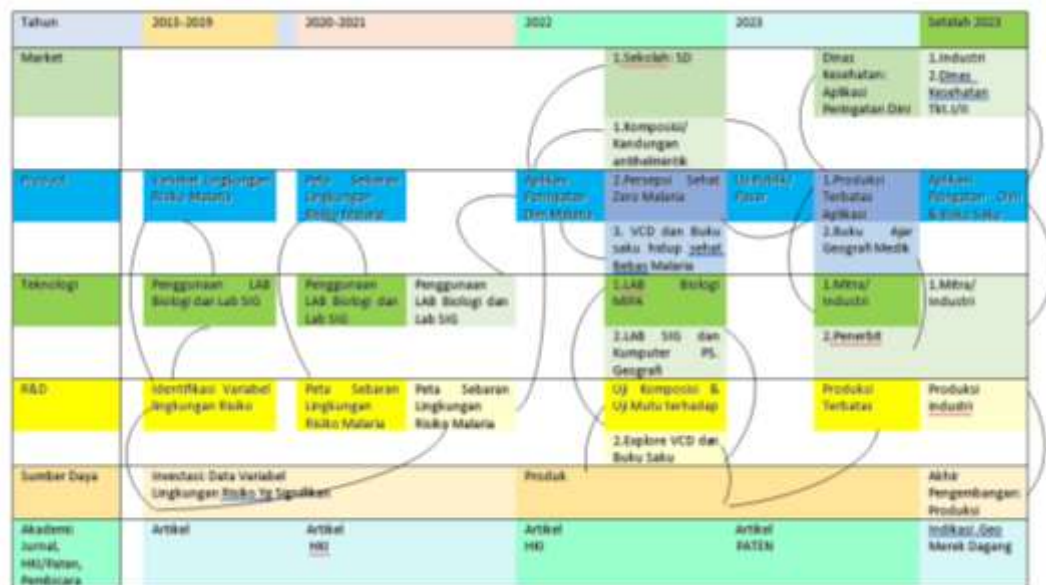 Tahun
2015-2019
2020-2021
2022
2023
Setelah 2023
Market
1.Sekolah: SD
Dinas
Kesehatan:
Aplikasi
Peringatan Dini
1.Industri
2.Dinas
Kesehatan
Tkt.I/II
1.Komposisi/
Kandungan
antihelmentik
Variabel Lingkungan
Risiko Malaria
Peta Sebaran
Lingkungan
Risiko Malaria
Aplikasi
Peringatan
Dini Malaria
2.Persepsi Sehat
Zero Malaria
Uji Publik/
Pasar
1.Produksi
Terbatas
Aplikasi
Aplikasi
& Buku Saku
3. VCD dan Buku
saku hidup sehat
Bebas Malaria
2.Buku Ajar
Geografi Medik
Teknologi
Penggunaan LAB
Biologi dan Lab SIG
Penggunaan
LAB Biologi dan
Lab SIG
Penggunaan
LAB Biologi dan
Lab SIG
1.LAB Biologi
MIPA
1.Mitra/
Industri
1.Mitra/
Industri
2.LAB SIG dan
Kumputer PS.
Geografi
2.Penerbit
R&D
Identifikasi Variabel
lingkungan Risiko
Peta Sebaran
Lingkungan
Risiko Malaria
Peta Sebaran
Lingkungan
Risiko Malaria
Uji Komposisi &
Uji Mutu terhadap
Produksi
Terbatas
Produksi
Industri
2.Explore VCD dan
Buku Saku
Sumber Daya
Investasi: Data Variabel
Lingkungan Risiko Yg Signifikan
Produk
Akhir
Pengembangan:
Produksi
Akademi:
Jurnal,
HKI/Paten,
Pembicara
Artikel
Artikel
HKI
Artikel
HKI
Artikel
PATEN
Indikasi Geo
Merek Dagang